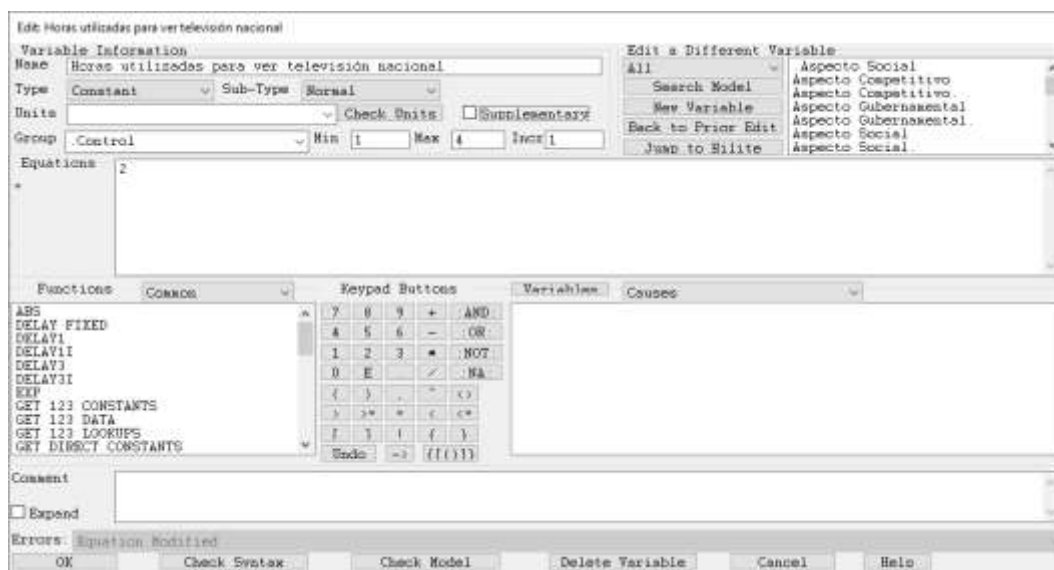 Edit: Horas utilizadas para ver televisión nacional
Variable Information
Name Horas utilizadas para ver televisión nacional
Type Constant Sub-Type Normal
Units Check Units Supplementary
Group .Control Min 1 Max 4 Incr 1
Edit a Different Variable
All
Search Model
New Variable
Back to Prior Edit
Jump to Hilite
Aspecto Social
Aspecto Competitivo
Aspecto Competitivo.
Aspecto Gubernamental
Aspecto Gubernamental.
Aspecto Social
Aspecto Social.
Equations 2
=
Functions Common
ABS
DELAY FIXED
DELAY1
DELAY1I
DELAY3
DELAY3I
EXP
GET 123 CONSTANTS
GET 123 DATA
GET 123 LOOKUPS
GET DIRECT CONSTANTS
Keypad Buttons
7 8 9 + :AND:
4 5 6 - :OR:
1 2 3 * :NOT:
0 E . / :NA:
( ) , ^ <>
> >= = < <=
[ ] ! { }
Undo -> {[()]}
Variables Causes
Comment
Expand
Errors: Equation Modified
OK Check Syntax Check Model Delete Variable Cancel Help